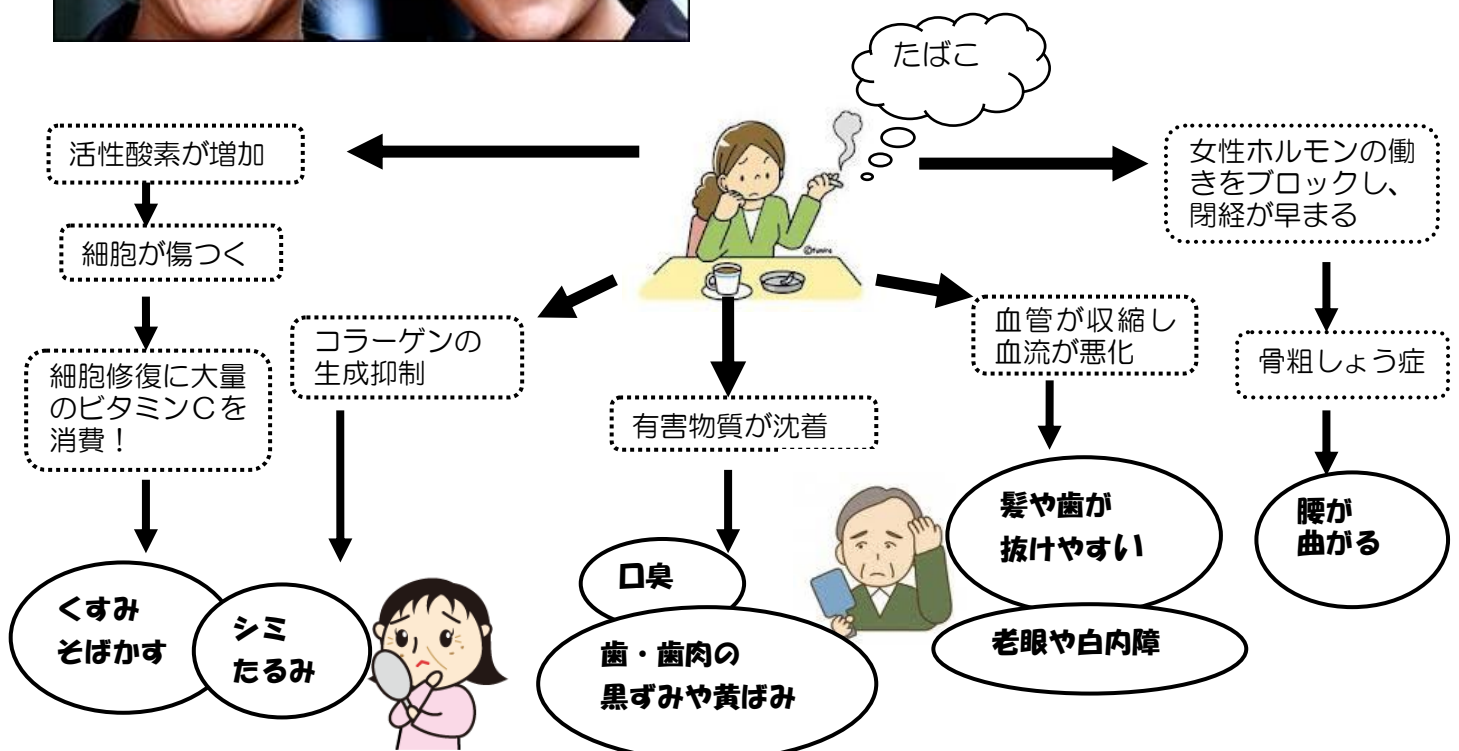 たばこ
活性酸素が増加
細胞が傷つく
細胞修復に大量
のビタミンCを
消費!
くすみ
そばかす
コラーゲンの
生成抑制
シミ
たるみ
有害物質が沈着
口臭
歯・歯肉の
黒ずみや黄ばみ
血管が収縮し
血流が悪化
髪や歯が
抜けやすい
老眼や白内障
女性ホルモンの働
きをブロックし、
閉経が早まる
骨粗しょう症
腰が
曲がる